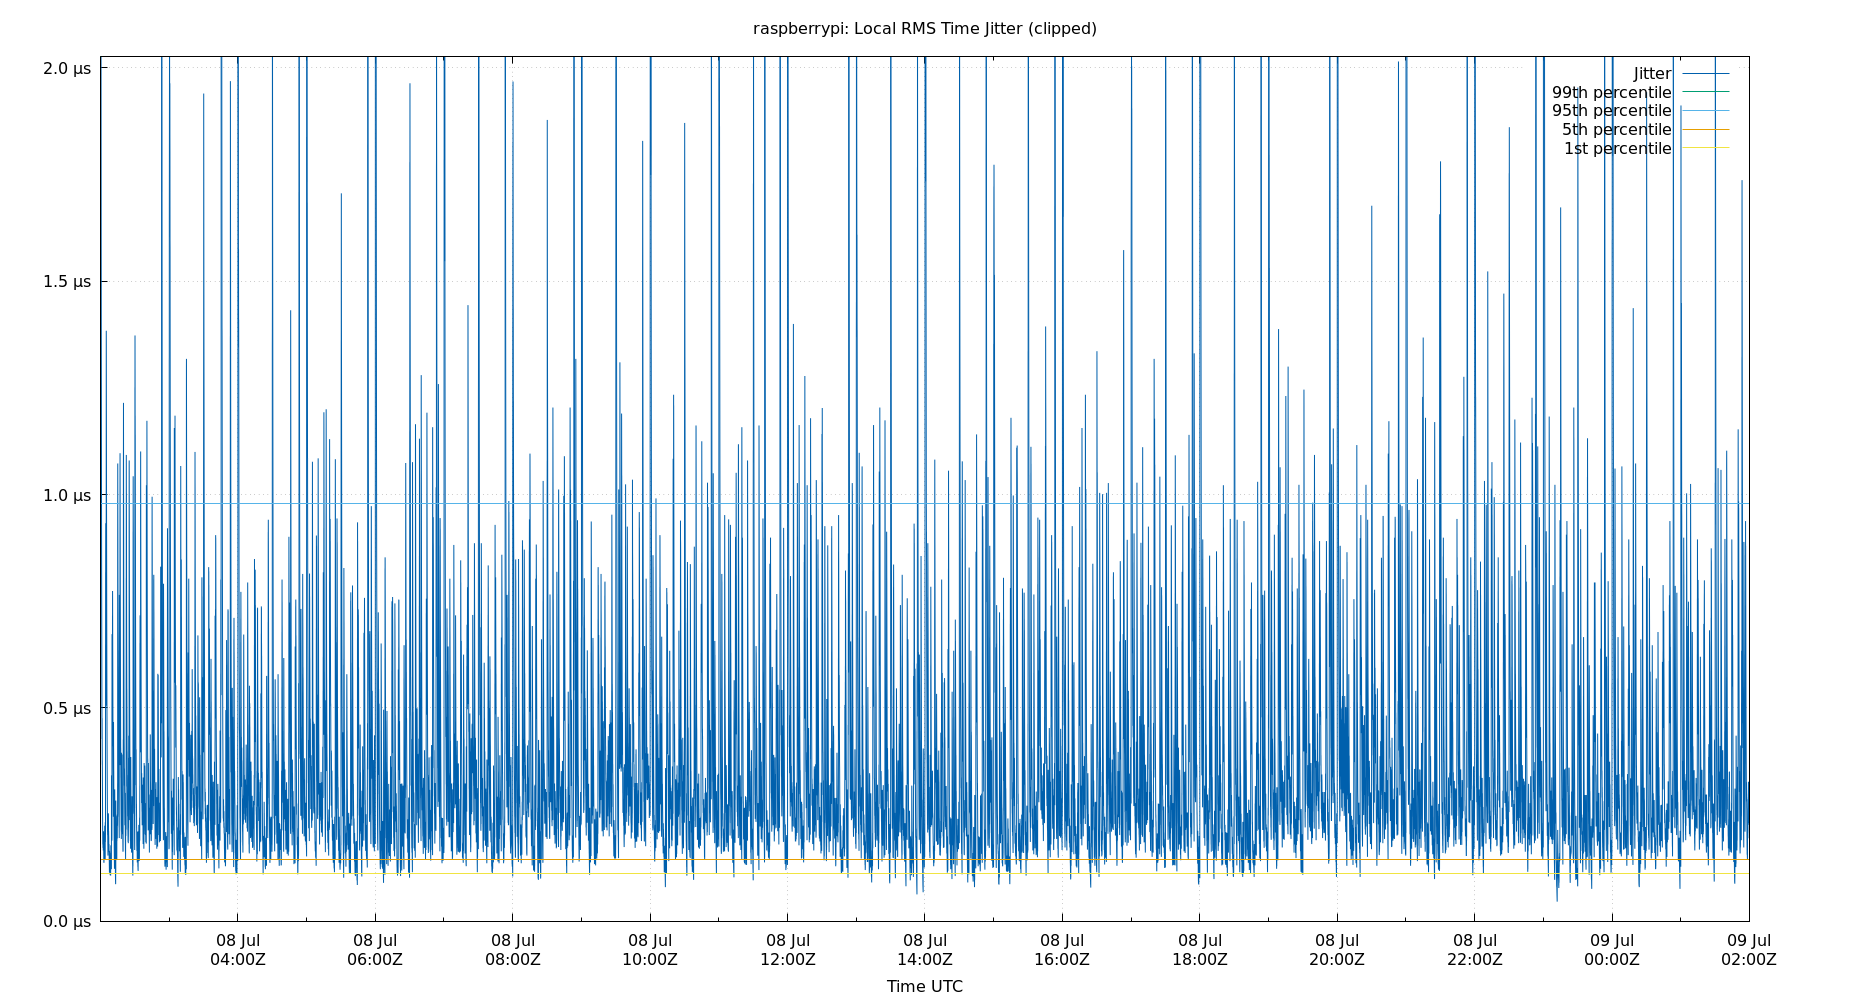 raspberrypi: Local RMS Time Jitter (clipped)
2.0 µs
1.5 µs
1.0 µs
0.5 µs
0.0 µs
Jitter
99th percentile
95th percentile
5th percentile
1st percentile
08 Jul 08 Jul 08 Jul 08 Jul 08 Jul 08 Jul 08 Jul 08 Jul 08 Jul 08 Jul 09 Jul 09 Jul
04:00Z 06:00Z 08:00Z 10:00Z 12:00Z 14:00Z 16:00Z 18:00Z 20:00Z 22:00Z 00:00Z 02:00Z
Time UTC